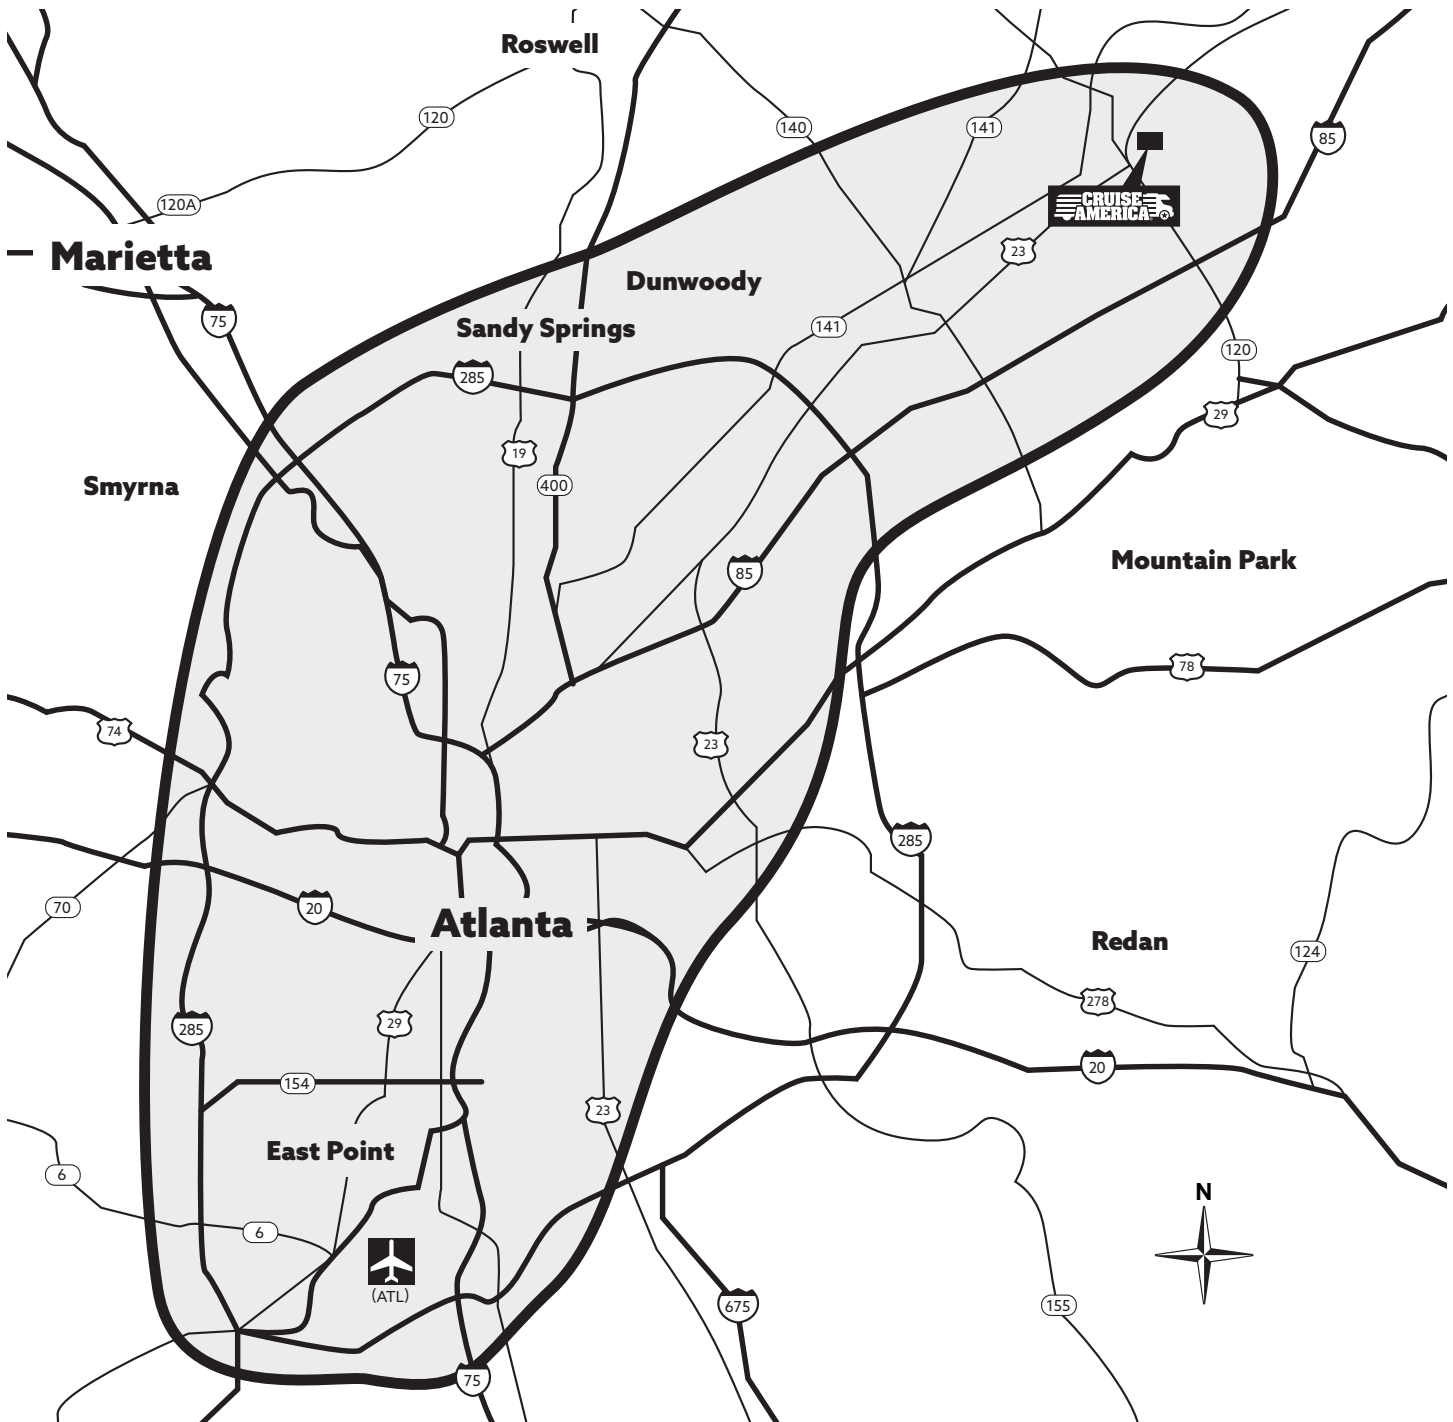 Roswell
120
140
141
85
120A
CRUISE
AMERICA
23
Marietta
Dunwoody
75
Sandy Springs
141
120
285
29
19
Smyrna
400
Mountain Park
85
78
75
74
23
285
20
70
Atlanta
Redan
124
278
29
285
20
154
23
East Point
6
N
6
(ATL)
675
155
75